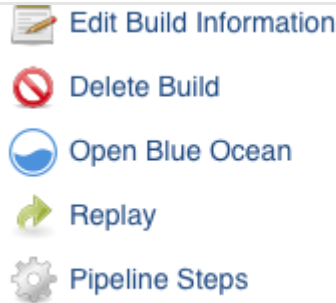 Edit Build Information
Delete Build
Open Blue Ocean
Replay
Pipeline Steps